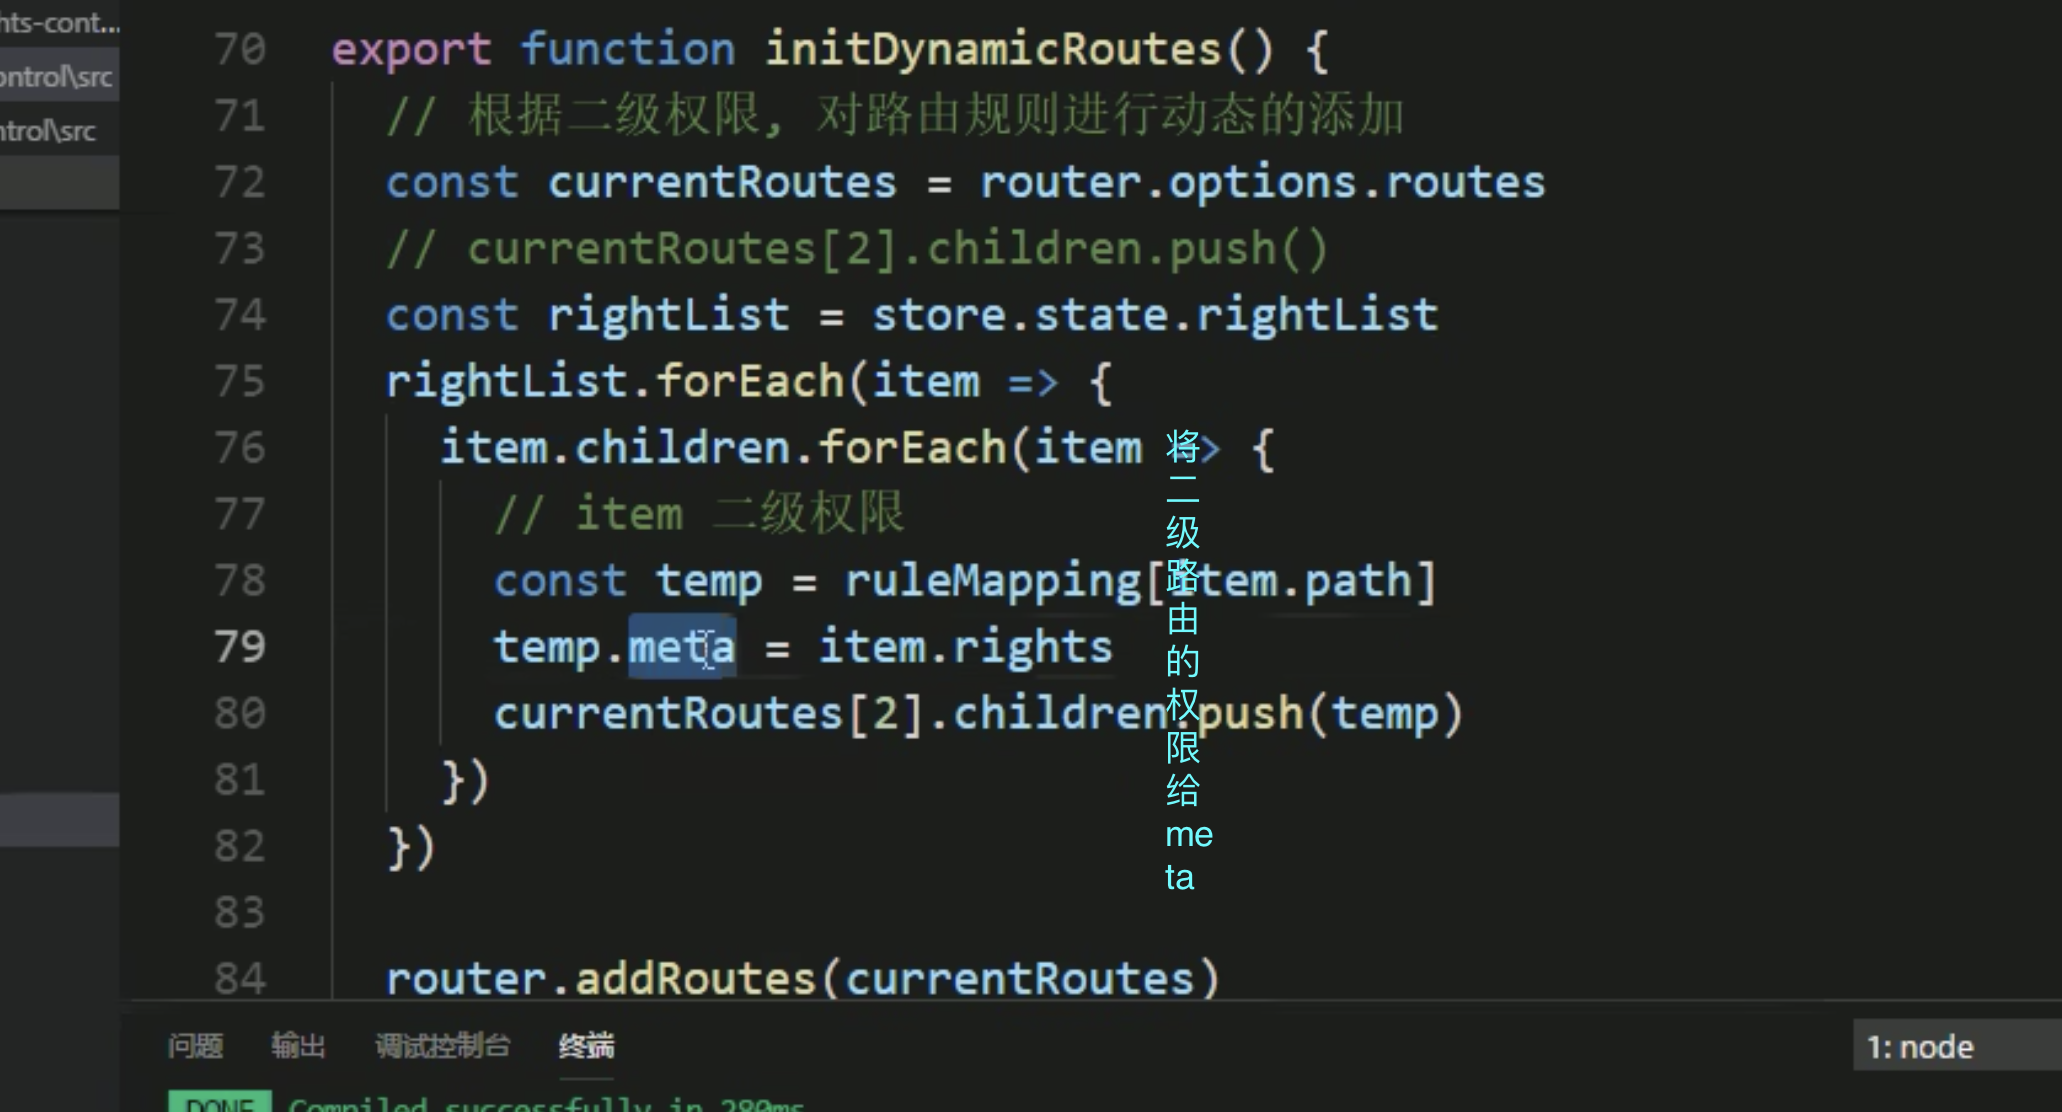 hts-cont...
ontrol\src
ntrol\src
70 export function initDynamicRoutes() {
71 // 根据二级权限, 对路由规则进行动态的添加
72 const currentRoutes = router.options.routes
73 // currentRoutes[2].children.push()
74 const rightList = store.state.rightList
75 rightList.forEach(item => {
76 item.children.forEach(item => {
77 // item 二级权限
78 const temp = ruleMapping[item.path]
79 temp.meta = item.rights
80 currentRoutes[2].children.push(temp)
81 })
82 })
83
84 router.addRoutes(currentRoutes)
将
二
级
路
由
的
权
限
给
me
ta
问题 输出 调试控制台 终端
1: node
DONE Compiled successfully in 280ms